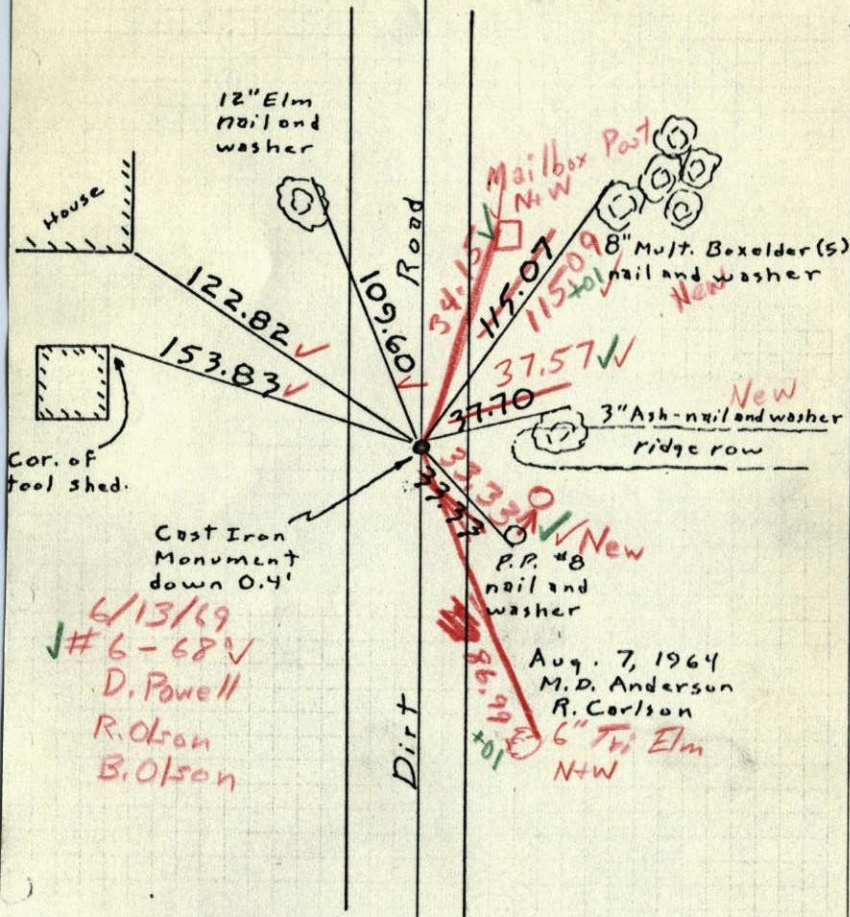 12" Elm
nail and
washer
House
Road
Mailbox Post
N+W
34.15 ✓
8" Mult. Boxelder (5)
nail and washer
New
115.07
115.09
+01 ✓
109.60 ✓
122.82 ✓
153.83 ✓
37.57 ✓✓
37.70
New
3" Ash-nail and washer
ridge row
Cor. of
tool shed.
33.33
33.33
✓✓ New
P.P. #8
nail and
washer
Cast Iron
Monument
down 0.4'
6/13/69
✓ # 6-68 ✓
D. Powell
R. Olson
B. Olson
Aug. 7, 1964
M.D. Anderson
R. Carlson
86.99
+01
6" Tri Elm
N+W
Dirt